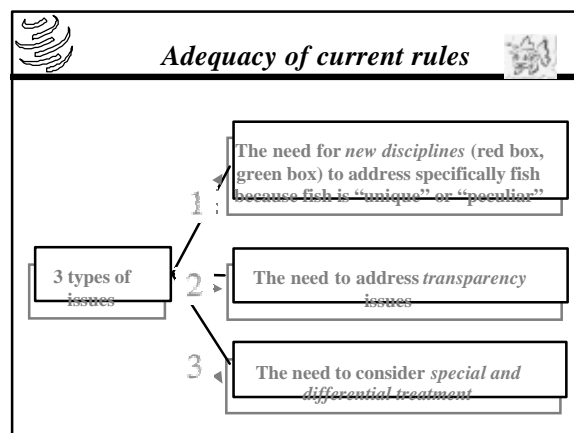 Adequacy of current rules
The need for new disciplines (red box,
green box) to address specifically fish
because fish is “unique” or “peculiar”
1
3 types of
issues
2
The need to address transparency
issues
3
The need to consider special and
differential treatment